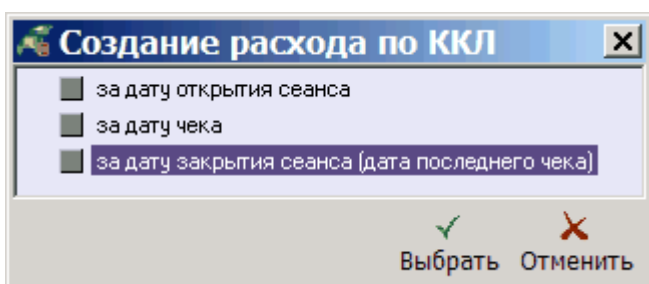 Создание расхода по ККЛ
за дату открытия сеанса
за дату чека
за дату закрытия сеанса (дата последнего чека)
Выбрать Отменить